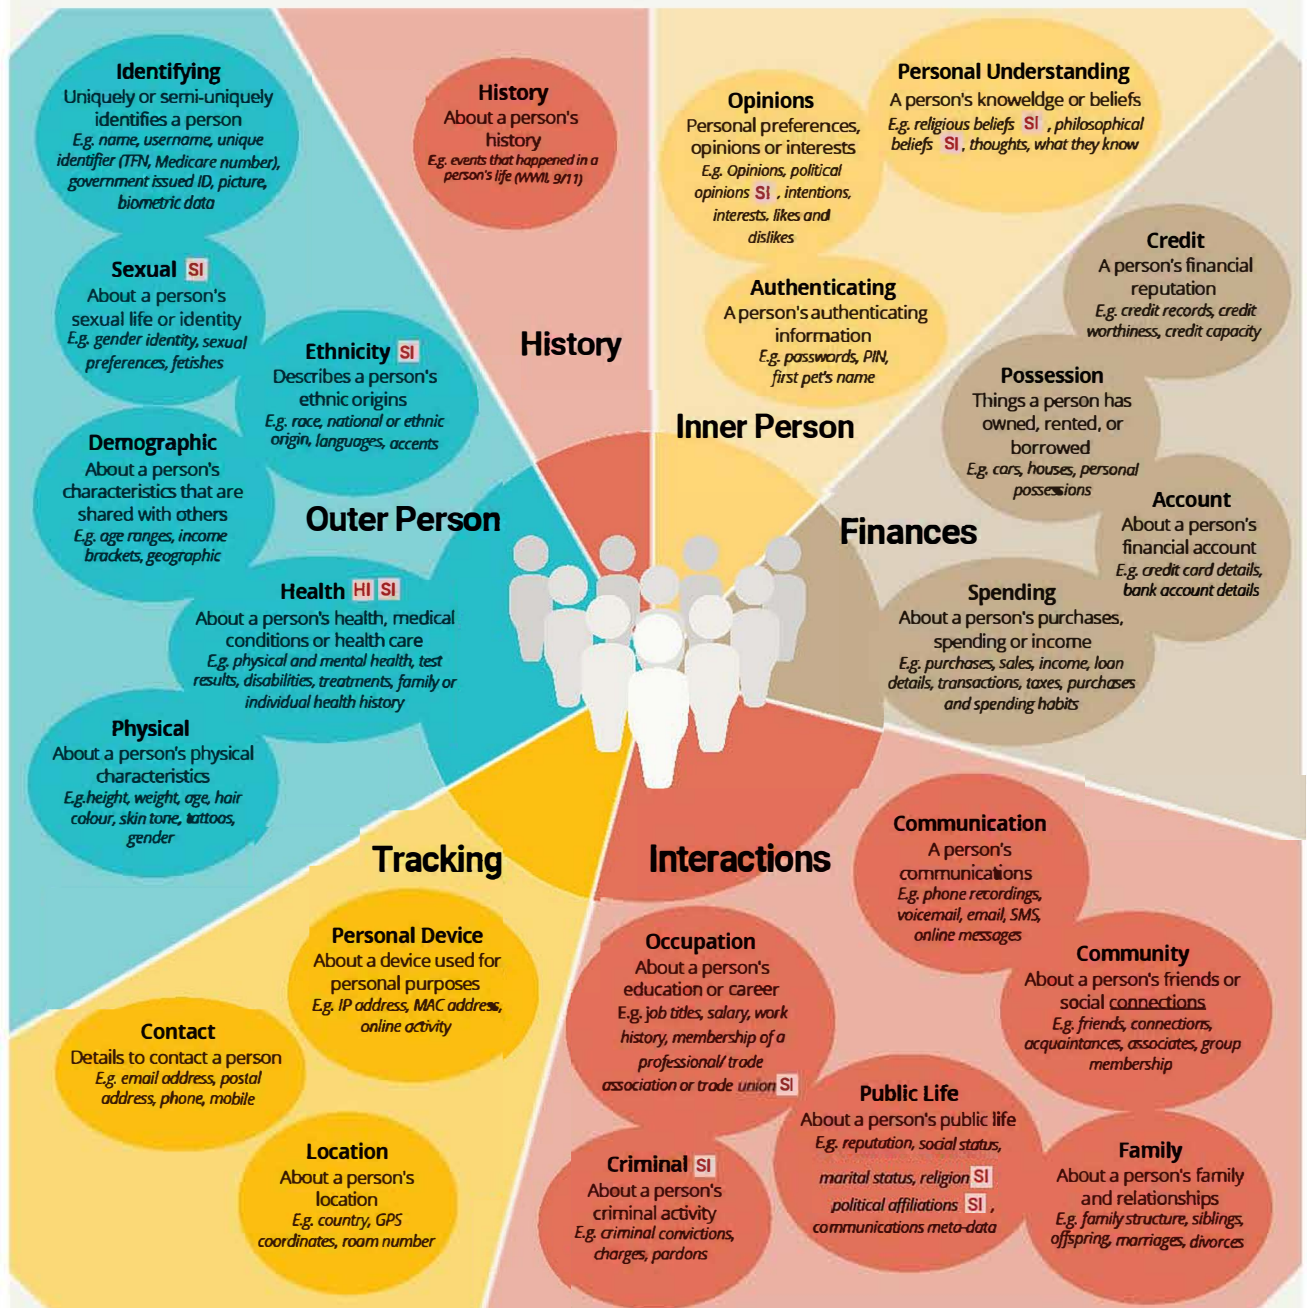 Identifying
Uniquely or semi-uniquely
identifies a person
E.g. name, username, unique
identifier (TFN, Medicare number),
government issued ID, picture,
biometric data
Sexual SI
About a person's
sexual life or identity
E.g. gender identity, sexual
preferences, fetishes
Ethnicity SI
Describes a person's
ethnic origins
E.g. race, national or ethnic
origin, languages, accents
Demographic
About a person's
characteristics that are
shared with others
E.g. age ranges, income
brackets, geographic
Outer Person
Health HI SI
About a person's health, medical
conditions or health care
E.g. physical and mental health, test
results, disabilities, treatments, family or
individual health history
Physical
About a person's physical
characteristics
E.g.height, weight, age, hair
colour, skin tone, tattoos,
gender
History
About a person's
history
E.g. events that happened in a
person's life (WWII, 9/11)
History
Opinions
Personal preferences,
opinions or interests
E.g. Opinions, political
opinions SI , intentions,
interests, likes and
dislikes
Personal Understanding
A person's knoweldge or beliefs
E.g. religious beliefs SI , philosophical
beliefs SI , thoughts, what they know
Authenticating
A person's authenticating
information
E.g. passwords, PIN,
first pet's name
Inner Person
Credit
A person's financial
reputation
E.g. credit records, credit
worthiness, credit capacity
Possession
Things a person has
owned, rented, or
borrowed
E.g. cars, houses, personal
possessions
Account
About a person's
financial account
E.g. credit card details,
bank account details
Finances
Spending
About a person's purchases,
spending or income
E.g. purchases, sales, income, loan
details, transactions, taxes, purchases
and spending habits
Tracking
Personal Device
About a device used for
personal purposes
E.g. IP address, MAC address,
online activity
Contact
Details to contact a person
E.g. email address, postal
address, phone, mobile
Location
About a person's
location
E.g. country, GPS
coordinates, room number
Interactions
Communication
A person's
communications
E.g. phone recordings,
voicemail, email, SMS,
online messages
Occupation
About a person's
education or career
E.g. job titles, salary, work
history, membership of a
professional/ trade
association or trade union SI
Community
About a person's friends or
social connections
E.g. friends, connections,
acquaintances, associates, group
membership
Public Life
About a person's public life
E.g. reputation, social status,
marital status, religion SI
political affiliations SI ,
communications meta-data
Criminal SI
About a person's
criminal activity
E.g. criminal convictions,
charges, pardons
Family
About a person's family
and relationships
E.g. family structure, siblings,
offspring, marriages, divorces